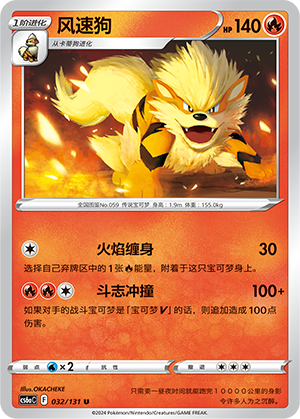 1阶进化 风速狗 HP 140
从卡蒂狗进化
全国图鉴No.059 传说宝可梦 身高：1.9m 体重：155.0kg
火焰缠身 30
选择自己弃牌区中的1张能量，附着于这只宝可梦身上。
斗志冲撞 100+
如果对手的战斗宝可梦是「宝可梦V」的话，则追加造成100点
伤害。
弱点 ×2 抗性 撤退
Illus.OKACHEKE
CS6aC F 032/131 U
只需要一昼夜时间就能跑完10000公里的身影
令许多人为之沉醉。
©2024 Pokémon/Nintendo/Creatures/GAME FREAK.